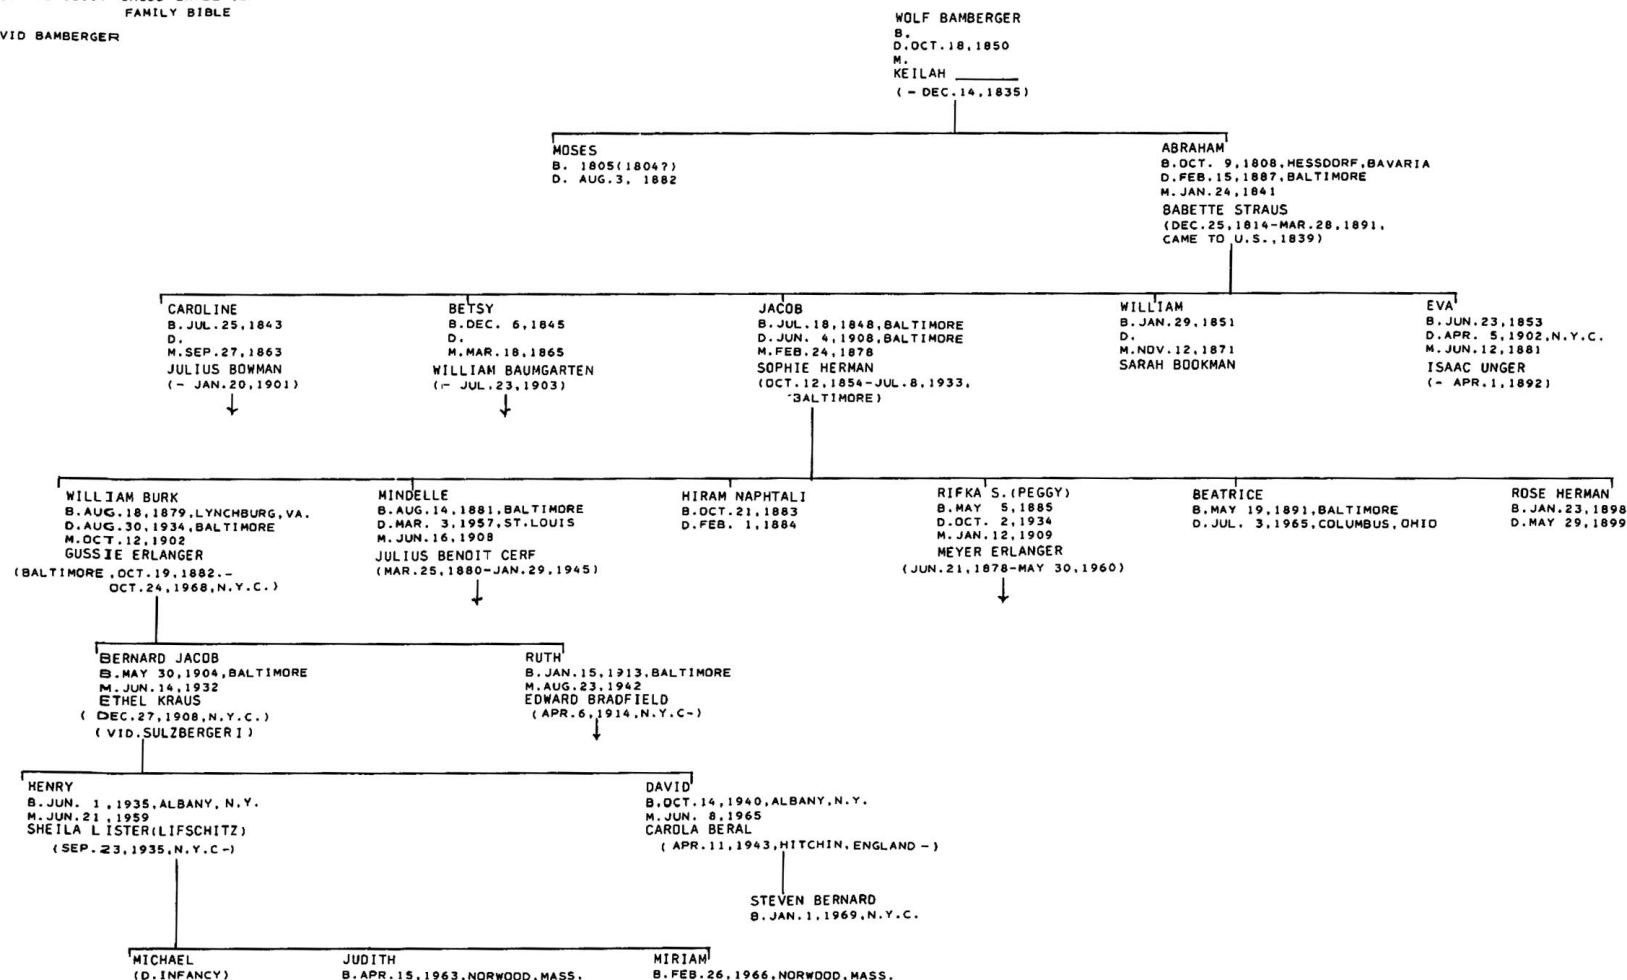 FAMILY BIBLE
VID BAMBERGER
WOLF BAMBERGER
B.
D.OCT.18,1850
M.
KEILAH ________
( - DEC.14,1835)
MOSES
B. 1805(1804?)
D. AUG.3, 1882
ABRAHAM
B.OCT. 9,1808,HESSDORF,BAVARIA
D.FEB.15,1887,BALTIMORE
M.JAN.24,1841
BABETTE STRAUS
(DEC.25,1814-MAR.28,1891,
CAME TO U.S.,1839)
CAROLINE
B.JUL.25,1843
D.
M.SEP.27,1863
JULIUS BOWMAN
(- JAN.20,1901)
BETSY
B.DEC. 6,1845
D.
M.MAR.18,1865
WILLIAM BAUMGARTEN
(- JUL.23,1903)
JACOB
B.JUL.18,1848,BALTIMORE
D.JUN. 4,1908,BALTIMORE
M.FEB.24,1878
SOPHIE HERMAN
(OCT.12,1854-JUL.8,1933,
BALTIMORE)
WILLIAM
B.JAN.29,1851
D.
M.NOV.12,1871
SARAH BOOKMAN
EVA
B.JUN.23,1853
D.APR. 5,1902,N.Y.C.
M.JUN.12,1881
ISAAC UNGER
(- APR.1,1892)
WILLIAM BURK
B.AUG.18,1879,LYNCHBURG,VA.
D.AUG.30,1934,BALTIMORE
M.OCT.12,1902
GUSSIE ERLANGER
(BALTIMORE,OCT.19,1882.-
OCT.24,1968,N.Y.C.)
MINDELLE
B.AUG.14,1881,BALTIMORE
D.MAR. 3,1957,ST.LOUIS
M.JUN.16,1908
JULIUS BENOIT CERF
(MAR.25,1880-JAN.29,1945)
HIRAM NAPHTALI
B.OCT.21,1883
D.FEB. 1,1884
RIFKA S.(PEGGY)
B.MAY 5,1885
D.OCT. 2,1934
M.JAN.12,1909
MEYER ERLANGER
(JUN.21,1878-MAY 30,1960)
BEATRICE
B.MAY 19,1891,BALTIMORE
D.JUL. 3,1965,COLUMBUS,OHIO
ROSE HERMAN
B.JAN.23,1898
D.MAY 29,1899
BERNARD JACOB
B.MAY 30,1904,BALTIMORE
M.JUN.14,1932
ETHEL KRAUS
( DEC.27,1908,N.Y.C.)
(VID.SULZBERGER I)
RUTH
B.JAN.15,1913,BALTIMORE
M.AUG.23,1942
EDWARD BRADFIELD
(APR.6,1914,N.Y.C-)
HENRY
B.JUN. 1,1935,ALBANY, N.Y.
M.JUN.21,1959
SHEILA LISTER(LIFSCHITZ)
(SEP.23,1935,N.Y.C-)
DAVID
B.OCT.14,1940,ALBANY,N.Y.
M.JUN. 8,1965
CAROLA BERAL
( APR.11,1943,HITCHIN,ENGLAND-)
STEVEN BERNARD
B.JAN.1,1969,N.Y.C.
MICHAEL
(D.INFANCY)
JUDITH
B.APR.15,1963,NORWOOD,MASS.
MIRIAM
B.FEB.26,1966,NORWOOD,MASS.